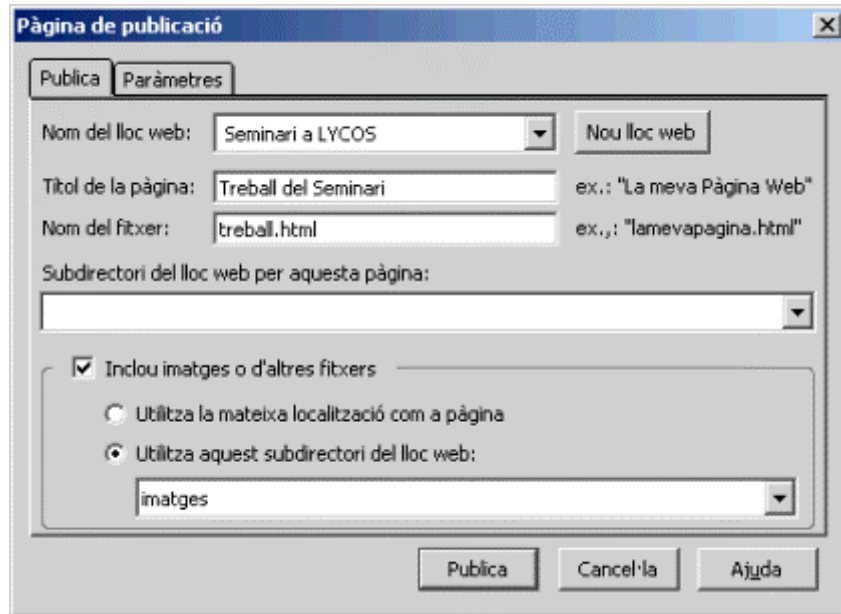 Pàgina de publicació
Publica Paràmetres
Nom del lloc web: Seminari a LYCOS Nou lloc web
Títol de la pàgina: Treball del Seminari ex.: "La meva Pàgina Web"
Nom del fitxer: treball.html ex.,: "lamevapagina.html"
Subdirectori del lloc web per aquesta pàgina:
Inclou imatges o d'altres fitxers
Utilitza la mateixa localització com a pàgina
Utilitza aquest subdirectori del lloc web:
imatges
Publica Cancel·la Ajuda